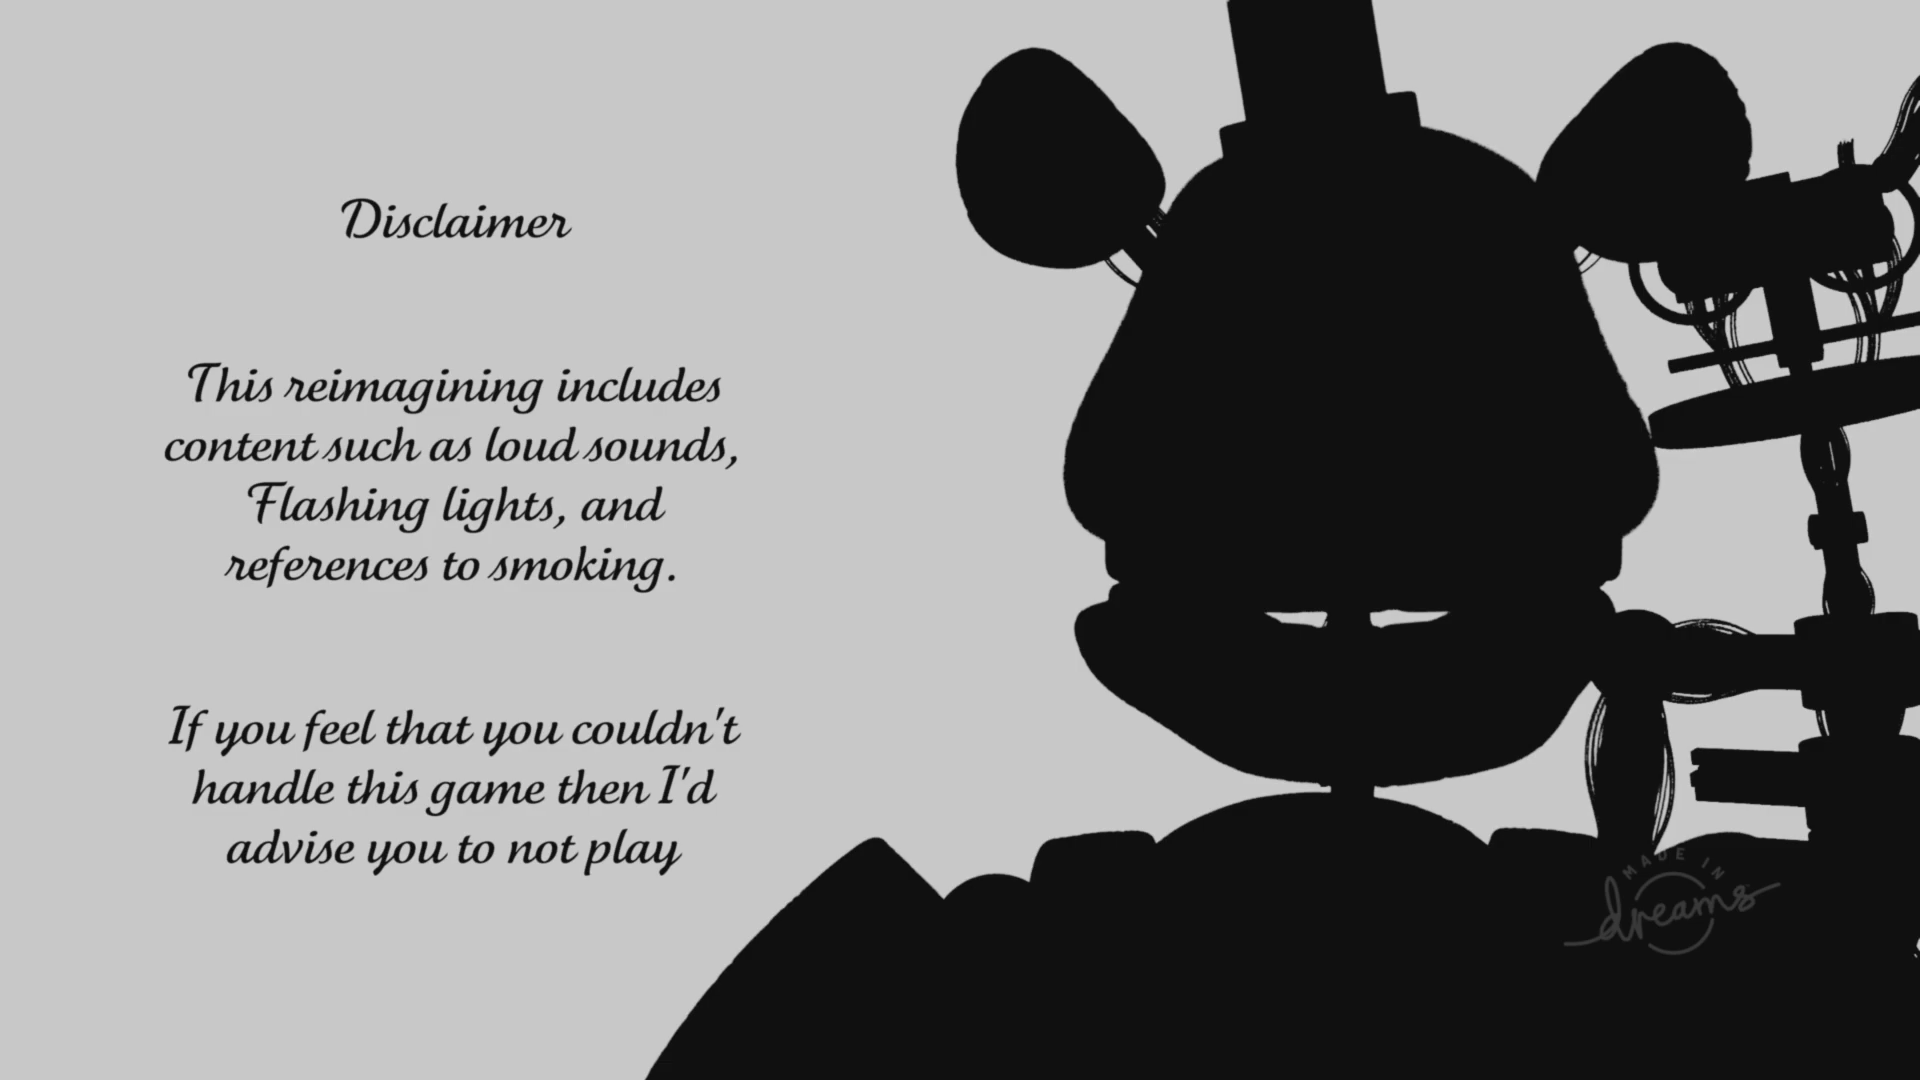 Disclaimer
This reimagining includes
content such as loud sounds,
Flashing lights, and
references to smoking.
If you feel that you couldn't
handle this game then I'd
advise you to not play
MADE IN
dreams